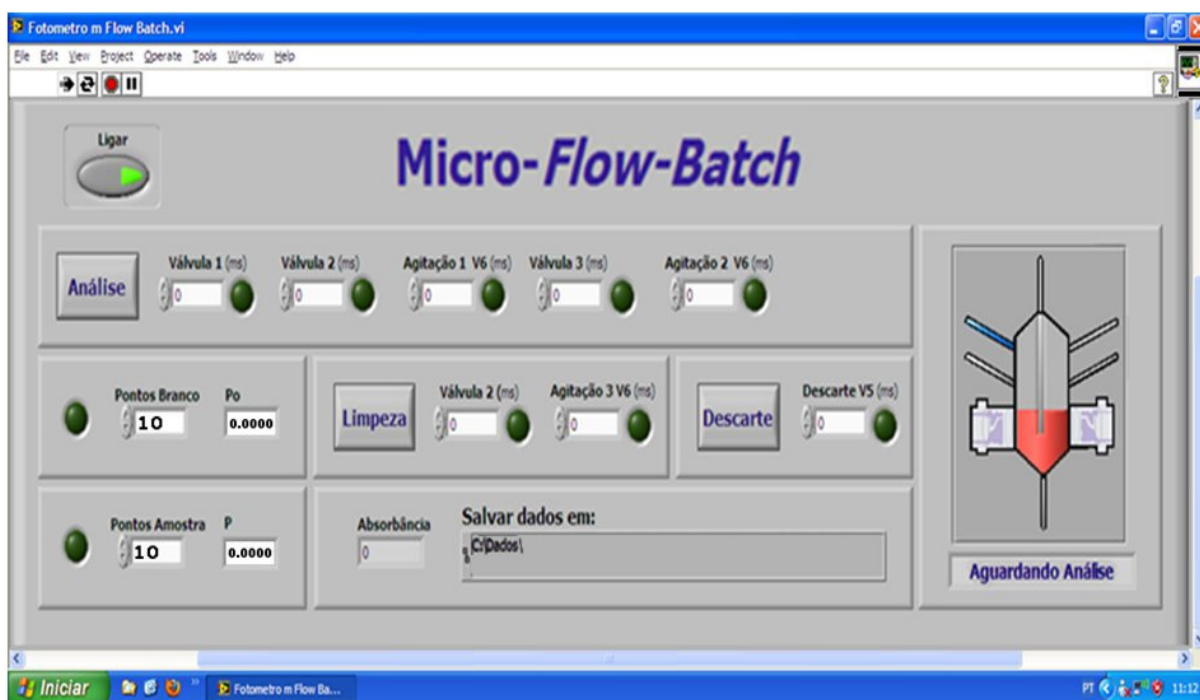 Fotometro m Flow Batch.vi
File Edit View Project Operate Tools Window Help
Ligar
Micro-Flow-Batch
Análise
Válvula 1 (ms) Válvula 2 (ms) Agitação 1 V6 (ms) Válvula 3 (ms) Agitação 2 V6 (ms)
0 0 0 0 0
Pontos Branco Po
10 0.0000
Limpeza
Válvula 2 (ms) Agitação 3 V6 (ms)
0 0
Descarte
Descarte V5 (ms)
0
Pontos Amostra P
10 0.0000
Absorbância
0
Salvar dados em:
C:\Dados\
Aguardando Análise
Iniciar Fotometro m Flow Ba... PT 11:17